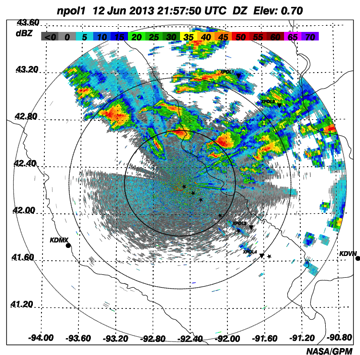 npol1 12 Jun 2013 21:57:50 UTC DZ Elev: 0.70
dBZ <0 0 5 10 15 20 25 30 35 40 45 50 55 60 65 70
43.60
43.20
42.80
42.40
42.00
KDMX
KDVN
41.60
41.20
-94.00 -93.60 -93.20 -92.80 -92.40 -92.00 -91.60 -91.20 -90.80
NASA/GPM